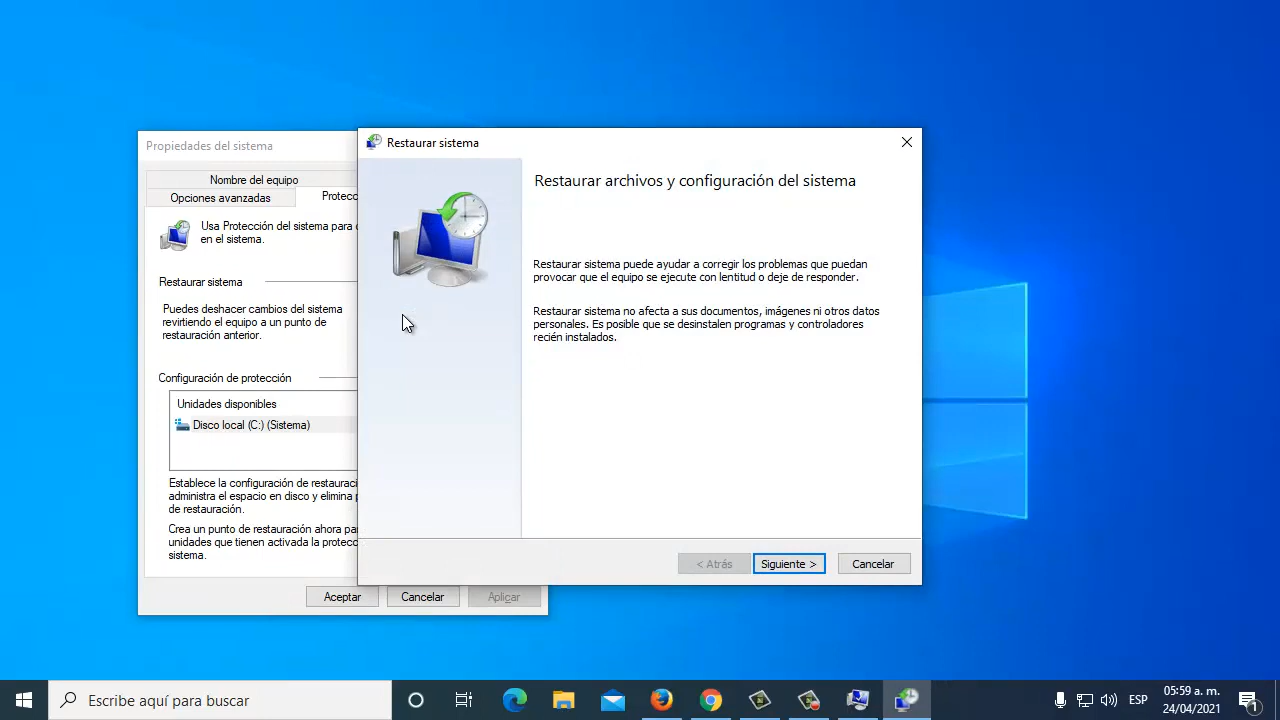 Propiedades del sistema
Nombre del equipo
Opciones avanzadas
Protecc
Usa Protección del sistema para
en el sistema.
Restaurar sistema
Puedes deshacer cambios del sistema
revirtiendo el equipo a un punto de
restauración anterior.
Configuración de protección
Unidades disponibles
Disco local (C:) (Sistema)
Establece la configuración de restauraci
administra el espacio en disco y elimina
de restauración.
Crea un punto de restauración ahora pa
unidades que tienen activada la protecc
sistema.
Aceptar
Cancelar
Aplicar
Restaurar sistema
Restaurar archivos y configuración del sistema
Restaurar sistema puede ayudar a corregir los problemas que puedan
provocar que el equipo se ejecute con lentitud o deje de responder.
Restaurar sistema no afecta a sus documentos, imágenes ni otros datos
personales. Es posible que se desinstalen programas y controladores
recién instalados.
< Atrás
Siguiente >
Cancelar
Escribe aquí para buscar
ESP
05:59 a. m.
24/04/2021
1